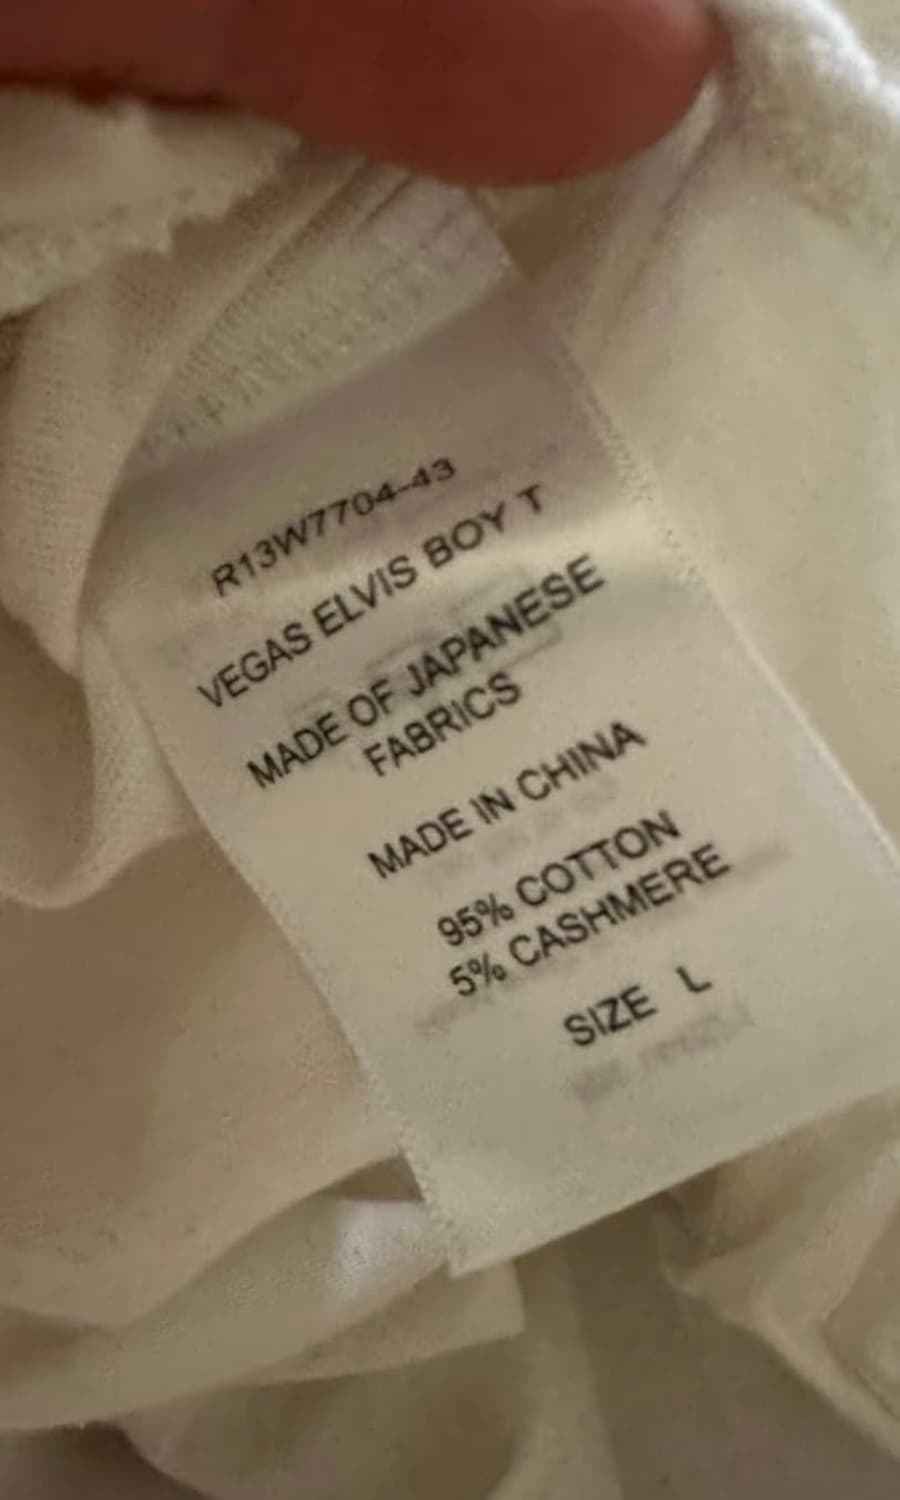 R13W7704-43
VEGAS ELVIS BOY T
MADE OF JAPANESE
FABRICS
MADE IN CHINA
95% COTTON
5% CASHMERE
SIZE L